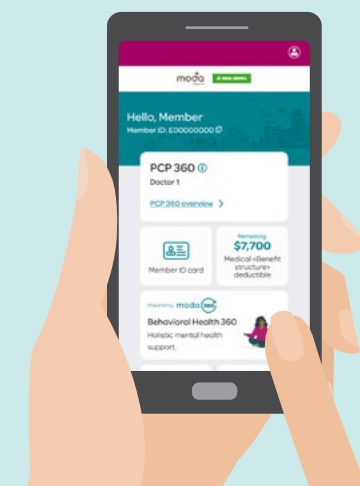 moda
Hello, Member
Member ID: E00000000
PCP 360
Doctor 1
PCP 360 overview >
Member ID card
Remaining
$7,700
Medical <Benefit
structure>
deductible
Powered by moda 360
Behavioral Health 360
Holistic mental health
support.